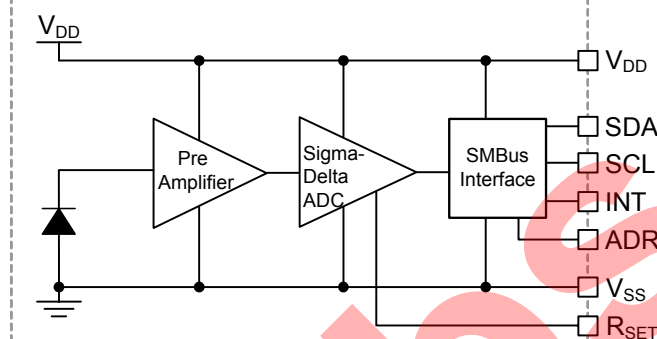 VDD
VDD
Pre
Amplifier
Sigma-
Delta
ADC
SMBus
Interface
SDA
SCL
INT
ADR
VSS
RSET